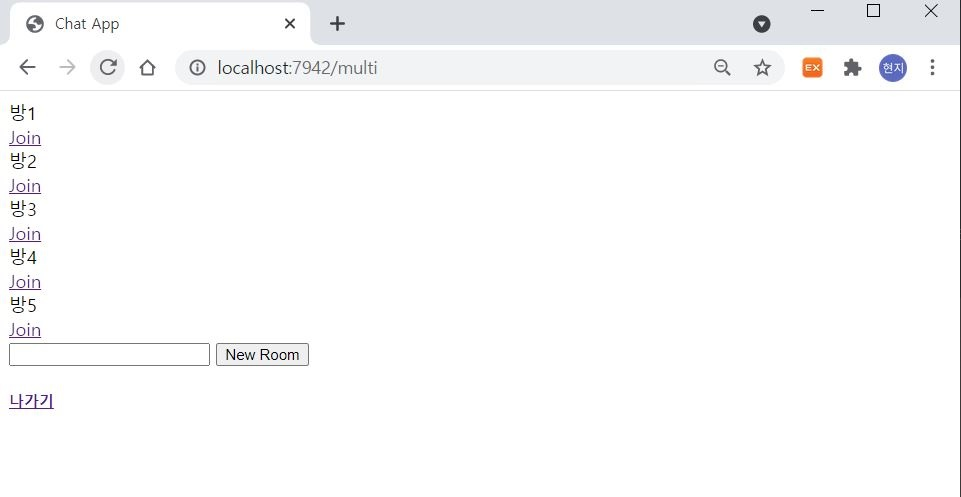 Chat App
localhost:7942/multi
EX
현지
방1
Join
방2
Join
방3
Join
방4
Join
방5
Join
New Room
나가기